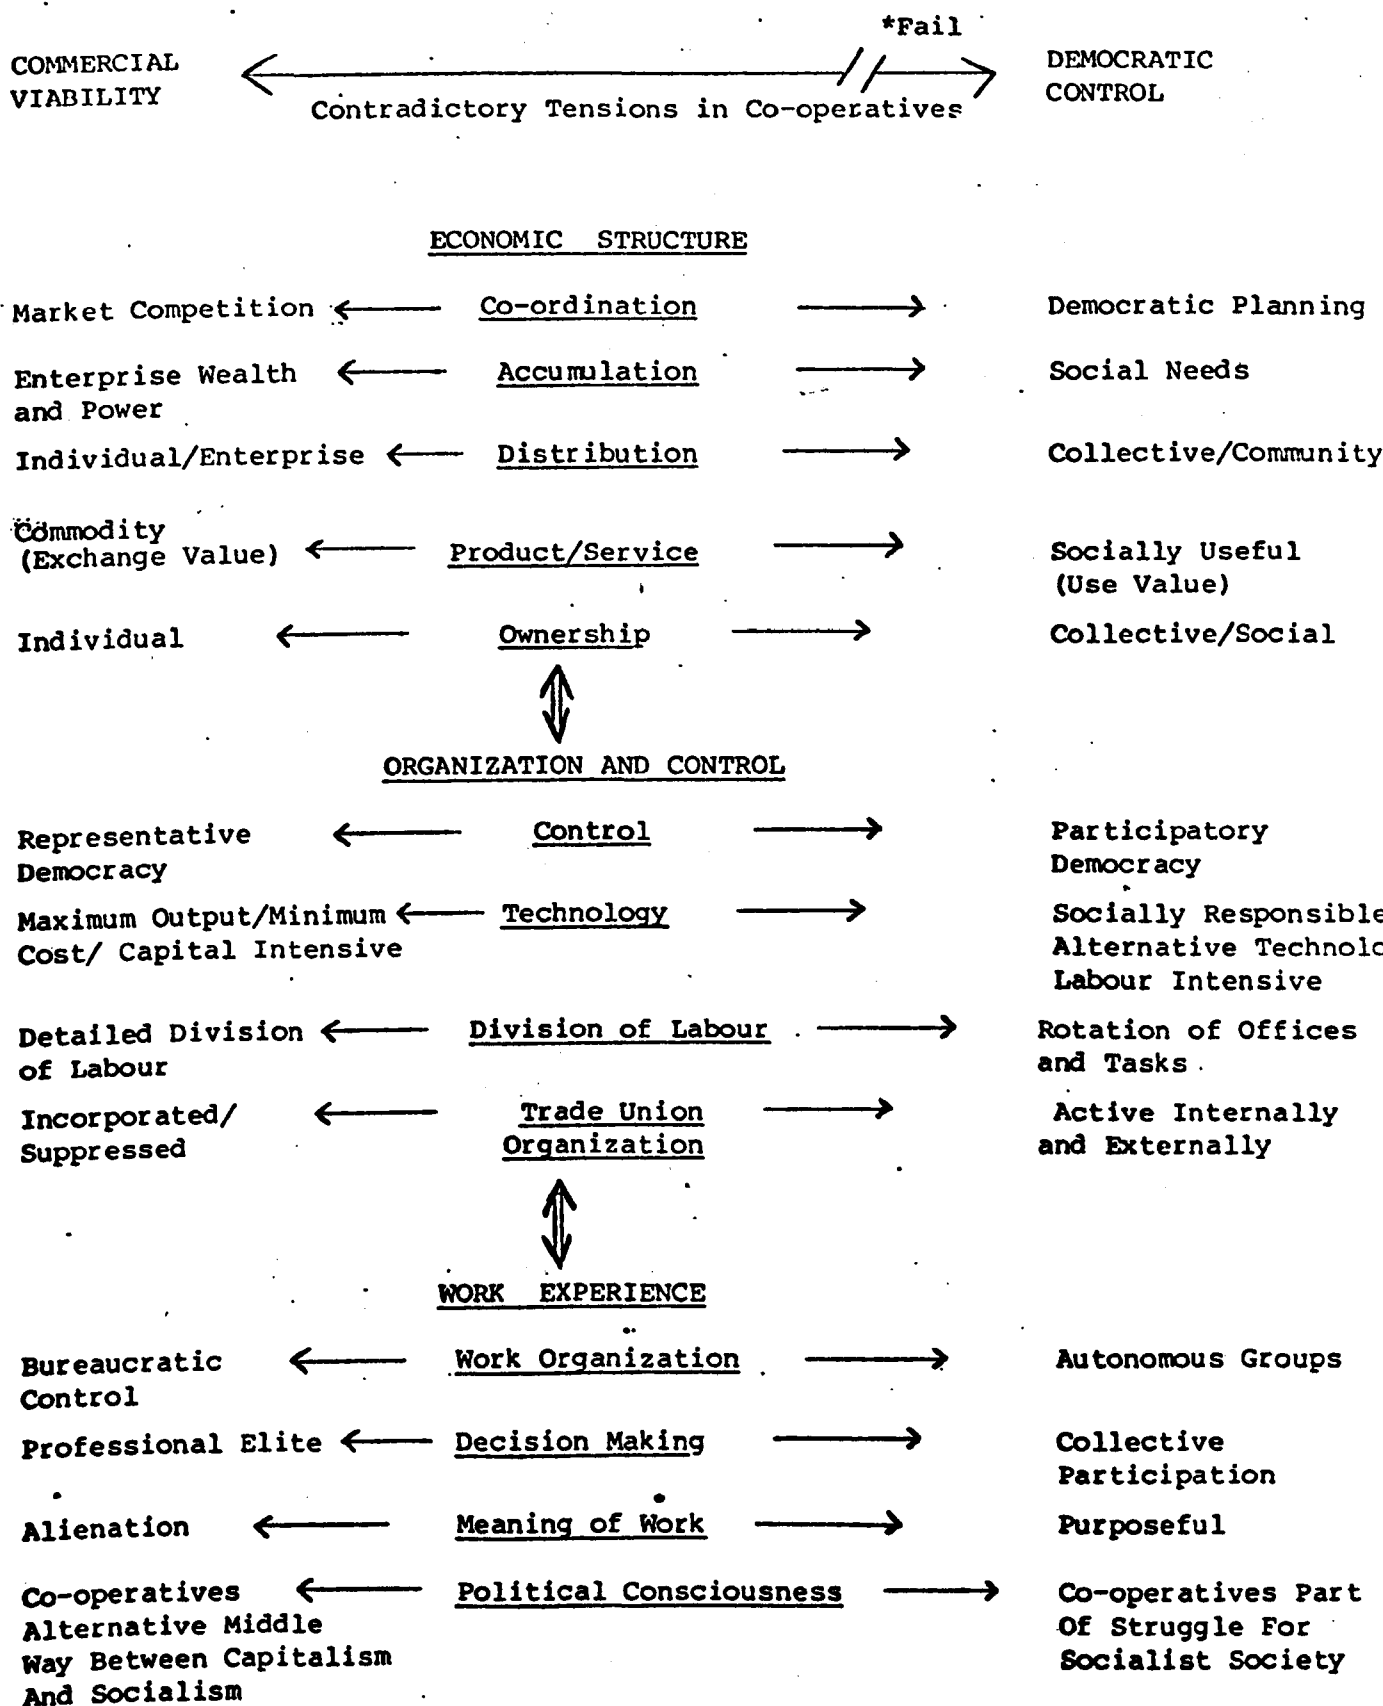 *Fail
COMMERCIAL VIABILITY
DEMOCRATIC CONTROL
Contradictory Tensions in Co-operatives
ECONOMIC STRUCTURE
Market Competition Co-ordination Democratic Planning
Enterprise Wealth Accumulation Social Needs
and Power
Individual/Enterprise Distribution Collective/Community
Commodity
(Exchange Value) Product/Service Socially Useful
(Use Value)
Individual Ownership Collective/Social
ORGANIZATION AND CONTROL
Representative Control Participatory
Democracy Democracy
Maximum Output/Minimum Technology Socially Responsible
Cost/ Capital Intensive Alternative Technolo
Labour Intensive
Detailed Division Division of Labour Rotation of Offices
of Labour and Tasks
Incorporated/ Trade Union Active Internally
Suppressed Organization and Externally
WORK EXPERIENCE
Bureaucratic Work Organization Autonomous Groups
Control
Professional Elite Decision Making Collective
Participation
Alienation Meaning of Work Purposeful
Co-operatives Political Consciousness Co-operatives Part
Alternative Middle Of Struggle For
Way Between Capitalism Socialist Society
And Socialism